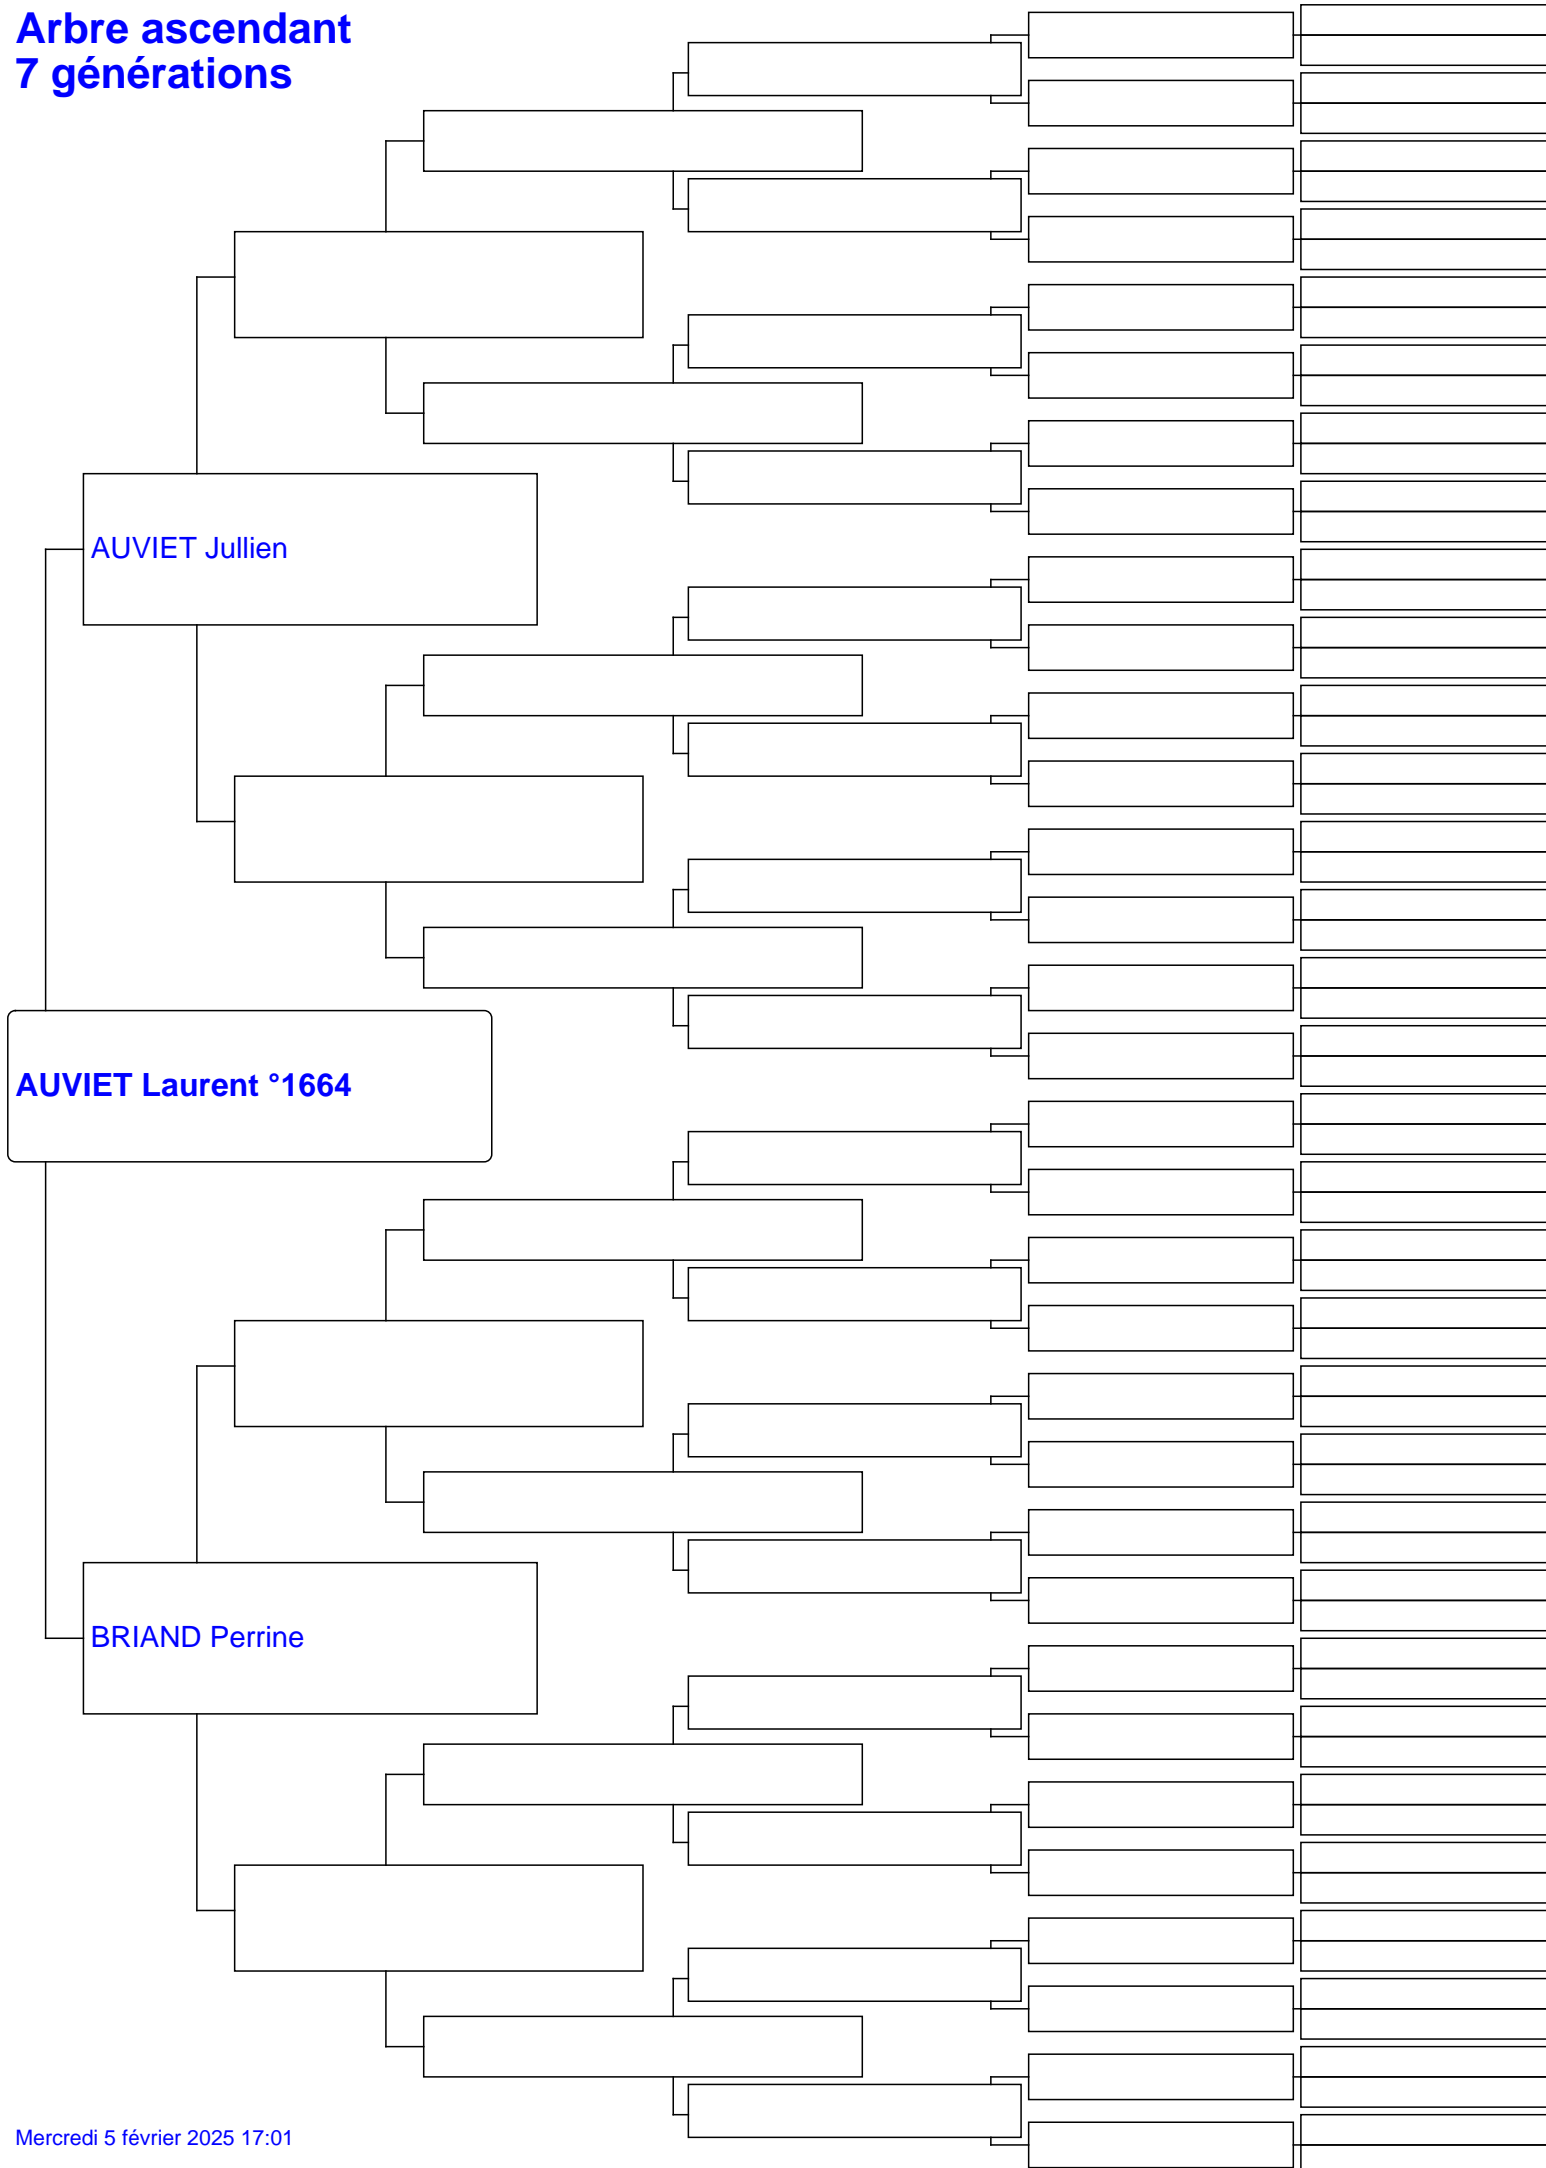 Arbre ascendant
7 générations
AUVIET Jullien
AUVIET Laurent °1664
BRIAND Perrine
Mercredi 5 février 2025 17:01